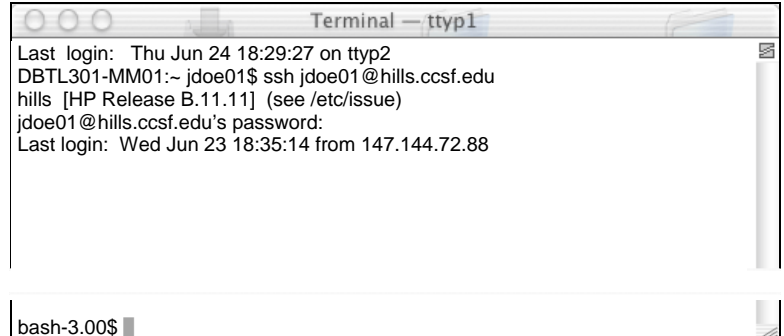 Terminal — ttyp1
Last login: Thu Jun 24 18:29:27 on ttyp2
DBTL301-MM01:~ jdoe01$ ssh jdoe01@hills.ccsf.edu
hills [HP Release B.11.11] (see /etc/issue)
jdoe01@hills.ccsf.edu's password:
Last login: Wed Jun 23 18:35:14 from 147.144.72.88
bash-3.00$